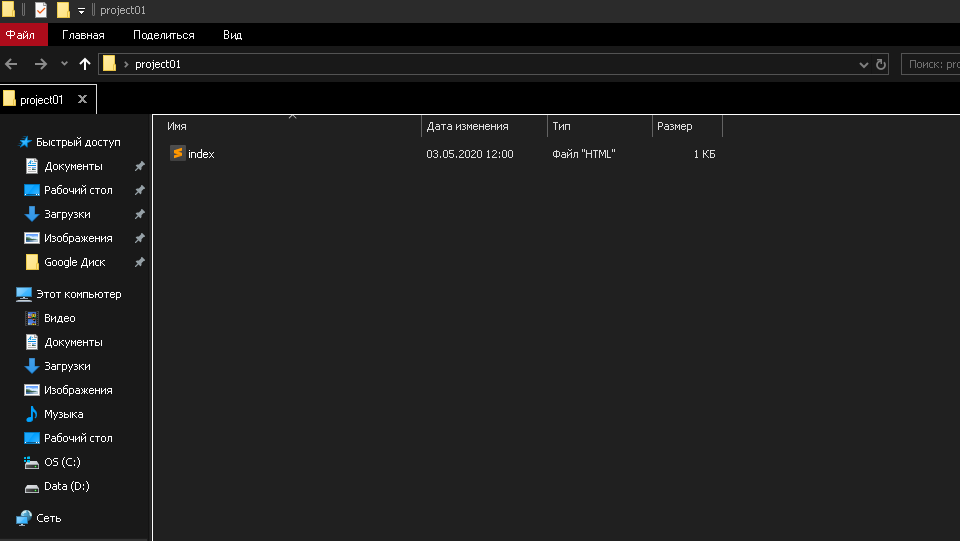 project01
Файл Главная Поделиться Вид
project01
Поиск: pro
project01
Имя Дата изменения Тип Размер
index 03.05.2020 12:00 Файл "HTML" 1 КБ
Быстрый доступ
Документы
Рабочий стол
Загрузки
Изображения
Google Диск
Этот компьютер
Видео
Документы
Загрузки
Изображения
Музыка
Рабочий стол
OS (C:)
Data (D:)
Сеть